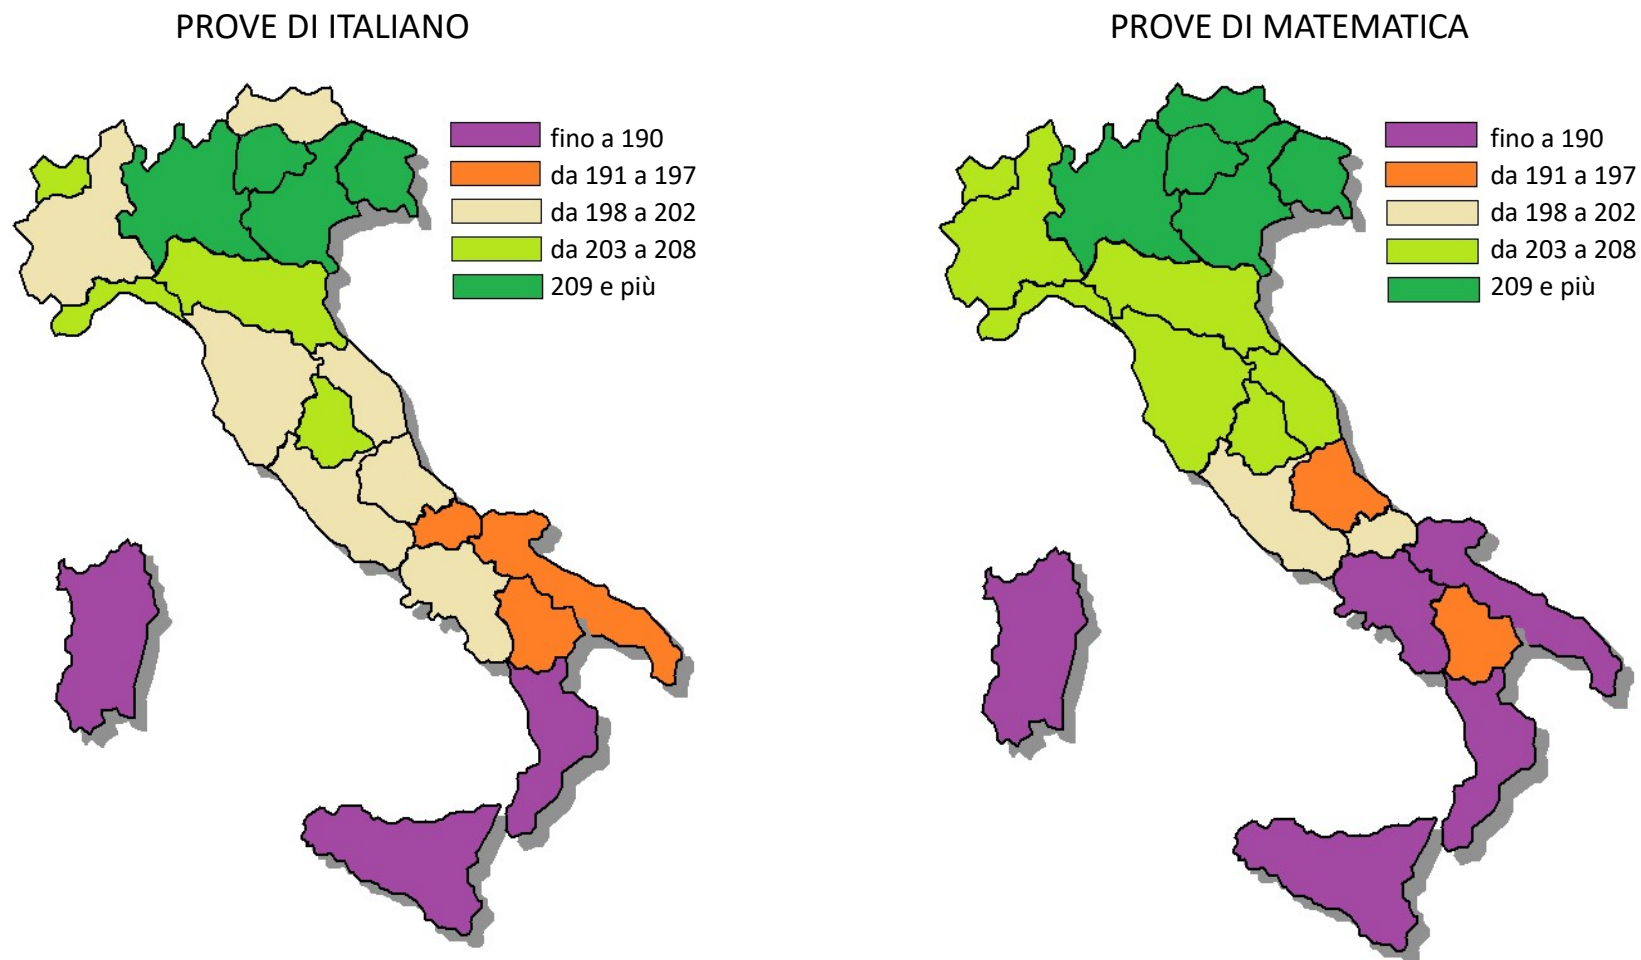 PROVE DI ITALIANO
fino a 190
da 191 a 197
da 198 a 202
da 203 a 208
209 e più
PROVE DI MATEMATICA
fino a 190
da 191 a 197
da 198 a 202
da 203 a 208
209 e più